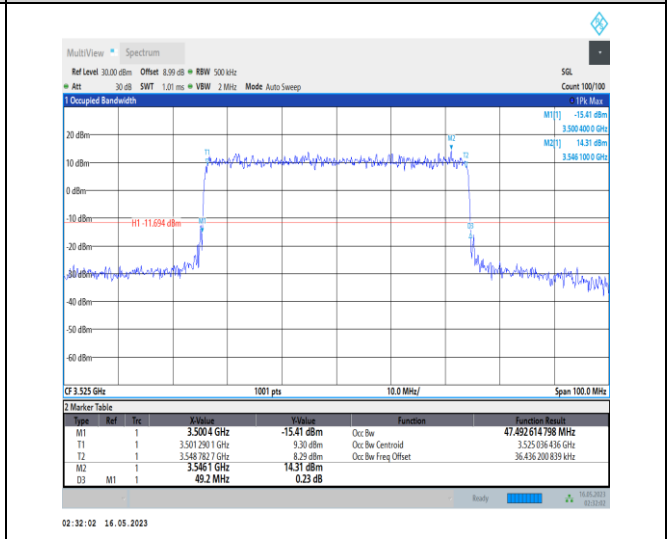 MultiView Spectrum
Ref Level 30.00 dBm Offset 8.99 dB RBW 500 kHz SGL
Att 30 dB SWT 1.01 ms VBW 2 MHz Mode Auto Sweep Count 100/100
1 Occupied Bandwidth 1Pk Max
M1[1] -15.41 dBm
3.500 400 0 GHz
M2[1] 14.31 dBm
3.546 100 0 GHz
20 dBm
M2
T1
T2
10 dBm
0 dBm
-10 dBm
H1 -11.694 dBm
M1
D3
-20 dBm
-30 dBm
-40 dBm
-50 dBm
-60 dBm
CF 3.525 GHz 1001 pts 10.0 MHz/ Span 100.0 MHz
2 Marker Table
Type Ref Trc X-Value Y-Value Function Function Result
M1 1 3.5004 GHz -15.41 dBm Occ Bw 47.492 614 798 MHz
T1 1 3.501 290 1 GHz 9.30 dBm Occ Bw Centroid 3.525 036 436 GHz
T2 1 3.548 782 7 GHz 8.29 dBm Occ Bw Freq Offset 36.436 200 839 kHz
M2 1 3.5461 GHz 14.31 dBm
D3 M1 1 49.2 MHz 0.23 dB
Ready 16.05.2023
02:32:02
02:32:02 16.05.2023